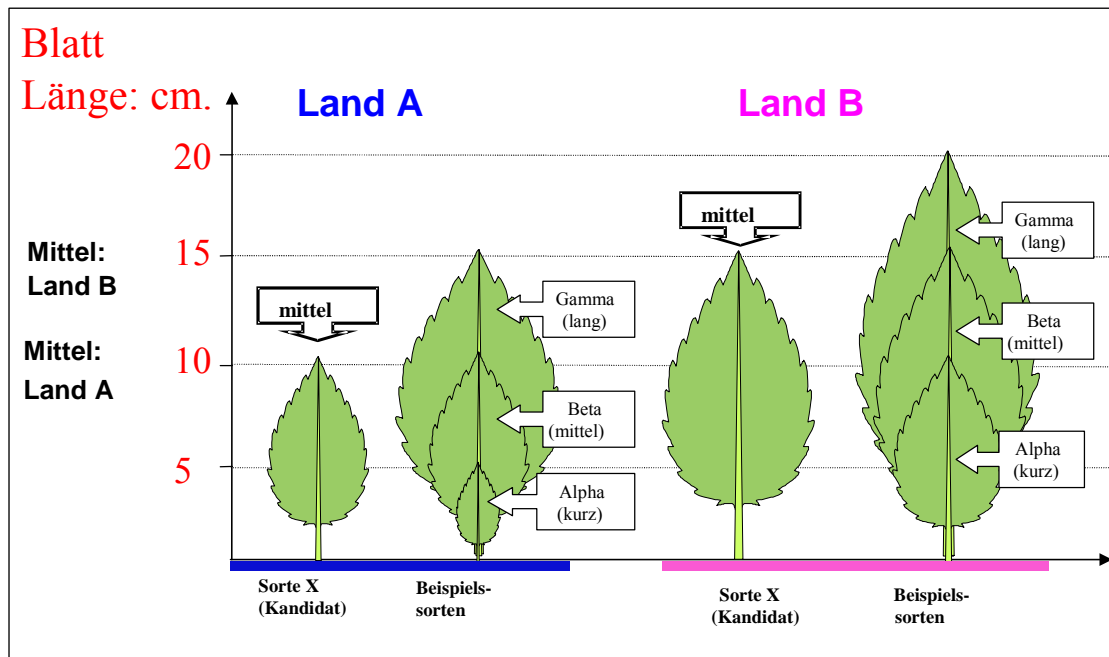 Blatt
Länge: cm.
Land A
Land B
20
15
10
5
Mittel:
Land B
Mittel:
Land A
mittel
Gamma
(lang)
Beta
(mittel)
Alpha
(kurz)
mittel
Gamma
(lang)
Beta
(mittel)
Alpha
(kurz)
Sorte X
(Kandidat)
Beispiels-
sorten
Sorte X
(Kandidat)
Beispiels-
sorten